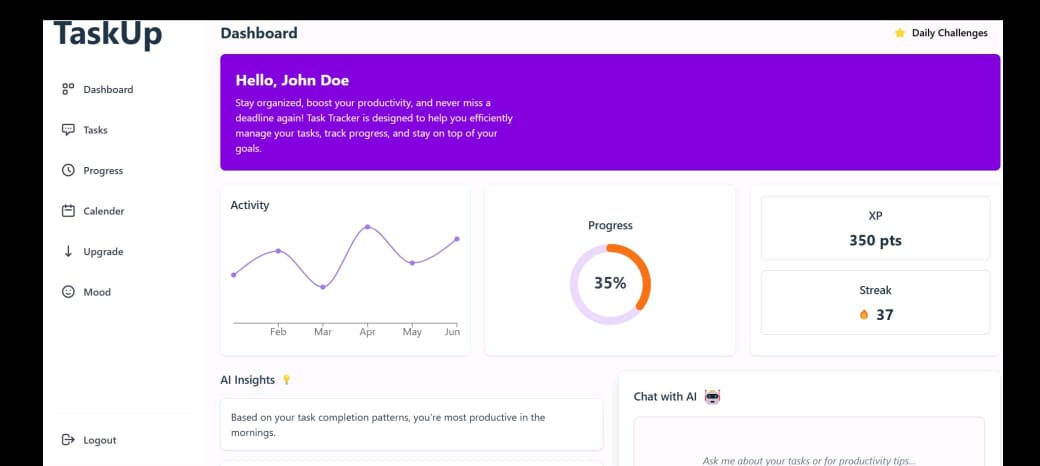 TaskUp
Dashboard
Tasks
Progress
Calender
Upgrade
Mood
Logout
Dashboard
Daily Challenges
Hello, John Doe
Stay organized, boost your productivity, and never miss a
deadline again! Task Tracker is designed to help you efficiently
manage your tasks, track progress, and stay on top of your
goals.
Activity
Feb Mar Apr May Jun
Progress
35%
XP
350 pts
Streak
37
AI Insights
Based on your task completion patterns, you're most productive in the
mornings.
Chat with AI
Ask me about your tasks or for productivity tips...